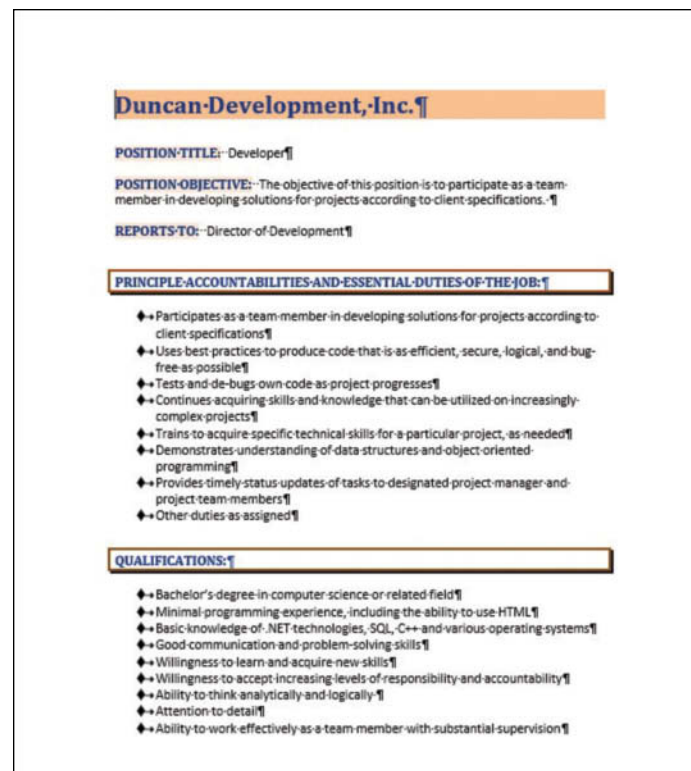 Duncan·Development,·Inc.¶
POSITION·TITLE:··Developer¶
POSITION·OBJECTIVE:··The·objective·of·this·position·is·to·participate·as·a·team·
member·in·developing·solutions·for·projects·according·to·client·specifications.·¶
REPORTS·TO:··Director·of·Development¶
PRINCIPLE·ACCOUNTABILITIES·AND·ESSENTIAL·DUTIES·OF·THE·JOB:¶
♦→Participates·as·a·team·member·in·developing·solutions·for·projects·according·to·
client·specifications¶
♦→Uses·best·practices·to·produce·code·that·is·as·efficient,·secure,·logical,·and·bug-
free·as·possible¶
♦→Tests·and·de-bugs·own·code·as·project·progresses¶
♦→Continues·acquiring·skills·and·knowledge·that·can·be·utilized·on·increasingly·
complex·projects¶
♦→Trains·to·acquire·specific·technical·skills·for·a·particular·project,·as·needed¶
♦→Demonstrates·understanding·of·data·structures·and·object·oriented·
programming¶
♦→Provides·timely·status·updates·of·tasks·to·designated·project·manager·and·
project·team·members¶
♦→Other·duties·as·assigned¶
QUALIFICATIONS:¶
♦→Bachelor's·degree·in·computer·science·or·related·field¶
♦→Minimal·programming·experience,·including·the·ability·to·use·HTML¶
♦→Basic·knowledge·of·.NET·technologies,·SQL,·C++·and·various·operating·systems¶
♦→Good·communication·and·problem-solving·skills¶
♦→Willingness·to·learn·and·acquire·new·skills¶
♦→Willingness·to·accept·increasing·levels·of·responsibility·and·accountability¶
♦→Ability·to·think·analytically·and·logically·¶
♦→Attention·to·detail¶
♦→Ability·to·work·effectively·as·a·team·member·with·substantial·supervision¶